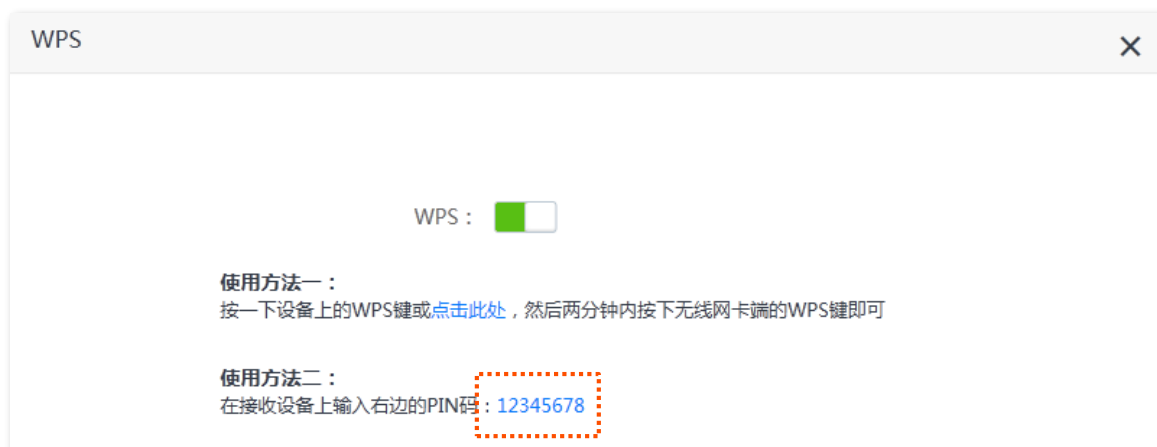 WPS
WPS：
使用方法一：
按一下设备上的WPS键或点击此处，然后两分钟内按下无线网卡端的WPS键即可
使用方法二：
在接收设备上输入右边的PIN码：12345678